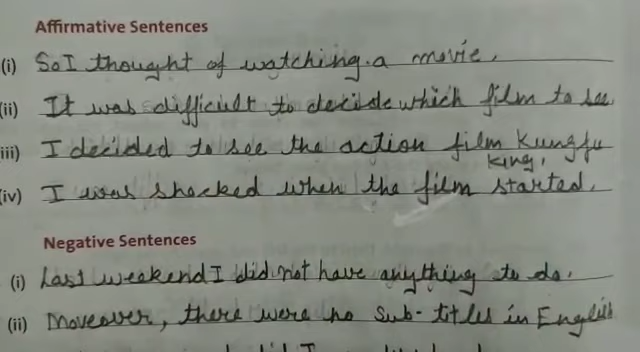 Affirmative Sentences
(i) So I thought of watching a movie.
(ii) It was difficult to decide which film to see
(iii) I decided to see the action film Kungfu
king.
(iv) I was shocked when the film started.
Negative Sentences
(i) Last weekend I did not have anything to do.
(ii) Moreover, there were no sub-titles in English